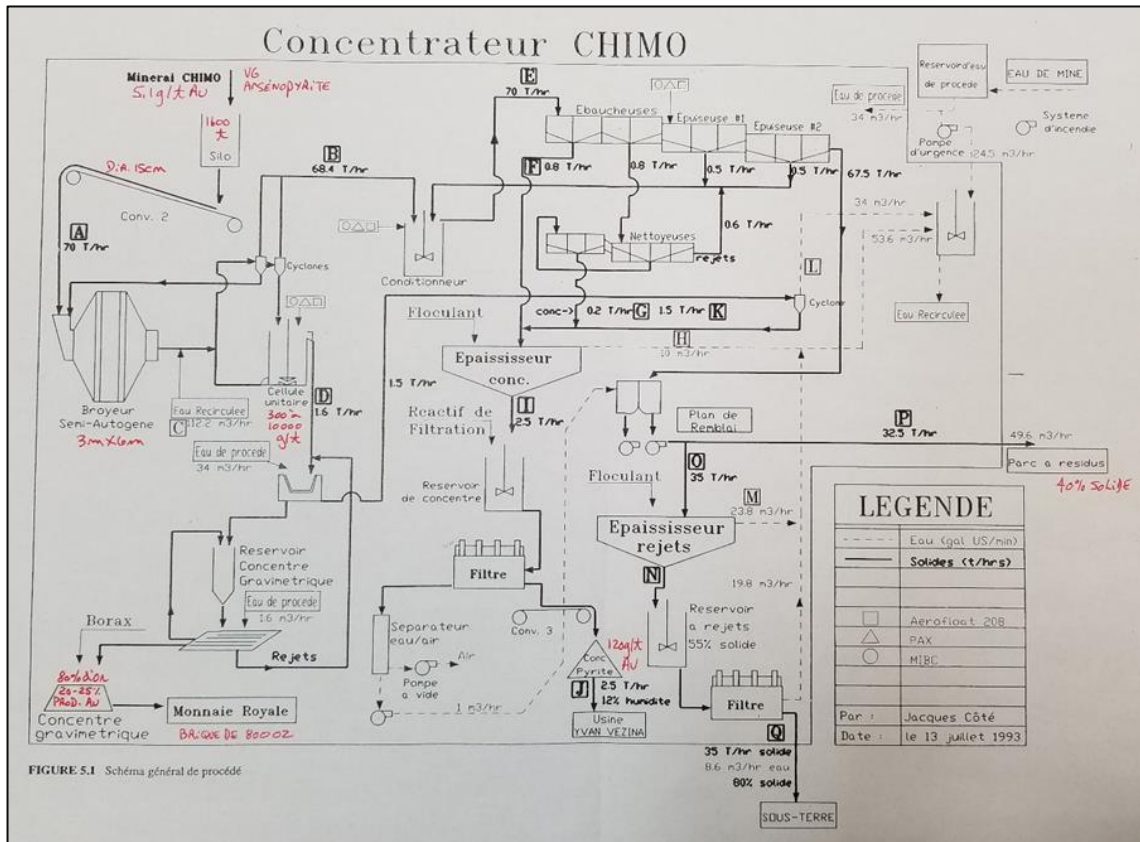 Concentrateur CHIMO
Minerai CHIMO
5.1g/t Au
VG
ARSÉNOPYRITE
1600
t
Silo
DIA. 15cm
Conv. 2
A
70 T/hr
B
68.4 T/hr
Cyclones
Broyeur
Semi-Autogene
3m x 6m
Eau Recirculee
C
112.2 m3/hr
Cellule
unitaire
300 à
10000
g/t
D
1.6 T/hr
Eau de procede
34 m3/hr
Reservoir
Concentre
Gravimetrique
Eau de procede
1.6 m3/hr
Borax
Rejets
80% d'or
20-25%
PROD. AU
Concentre
gravimetrique
Monnaie Royale
BRIQUE DE 800 OZ
E
70 T/hr
Ebaucheuses
Epuiseuse #1
Epuiseuse #2
F
0.8 T/hr
0.8 T/hr
0.5 T/hr
0.5 T/hr
67.5 T/hr
Conditionneur
Nettoyeuses
rejets
0.6 T/hr
conc->
0.2 T/hr
G
1.5 T/hr
K
Cyclone
L
H
10 m3/hr
Floculant
Epaississeur
conc.
1.5 T/hr
I
2.5 T/hr
Reactif de
Filtration
Reservoir
de concentre
Filtre
Separateur
eau/air
Air
Pompe
a vide
1 m3/hr
Conv. 3
Conc
Pyrite
120g/t
AU
J
2.5 T/hr
12% humidite
Usine
YVAN VEZINA
Plan de
Remblai
Floculant
O
35 T/hr
Epaississeur
rejets
M
23.8 m3/hr
N
19.8 m3/hr
Reservoir
a rejets
55% solide
Filtre
Q
35 T/hr solide
8.6 m3/hr eau
80% solide
SOUS-TERRE
P
32.5 T/hr
49.6 m3/hr
Parc a residus
40% SOLIDE
Reservoir d'eau
de procede
EAU DE MINE
Eau de procede
34 m3/hr
Systeme
d'incendie
Pompe
d'urgence
24.5 m3/hr
34 m3/hr
53.6 m3/hr
Eau Recirculee
LEGENDE
Eau (gal US/min)
Solides (t/hrs)
Aerofloat 208
PAX
MIBC
Par : Jacques Côté
Date : le 13 juillet 1993
FIGURE 5.1 Schéma général de procédé